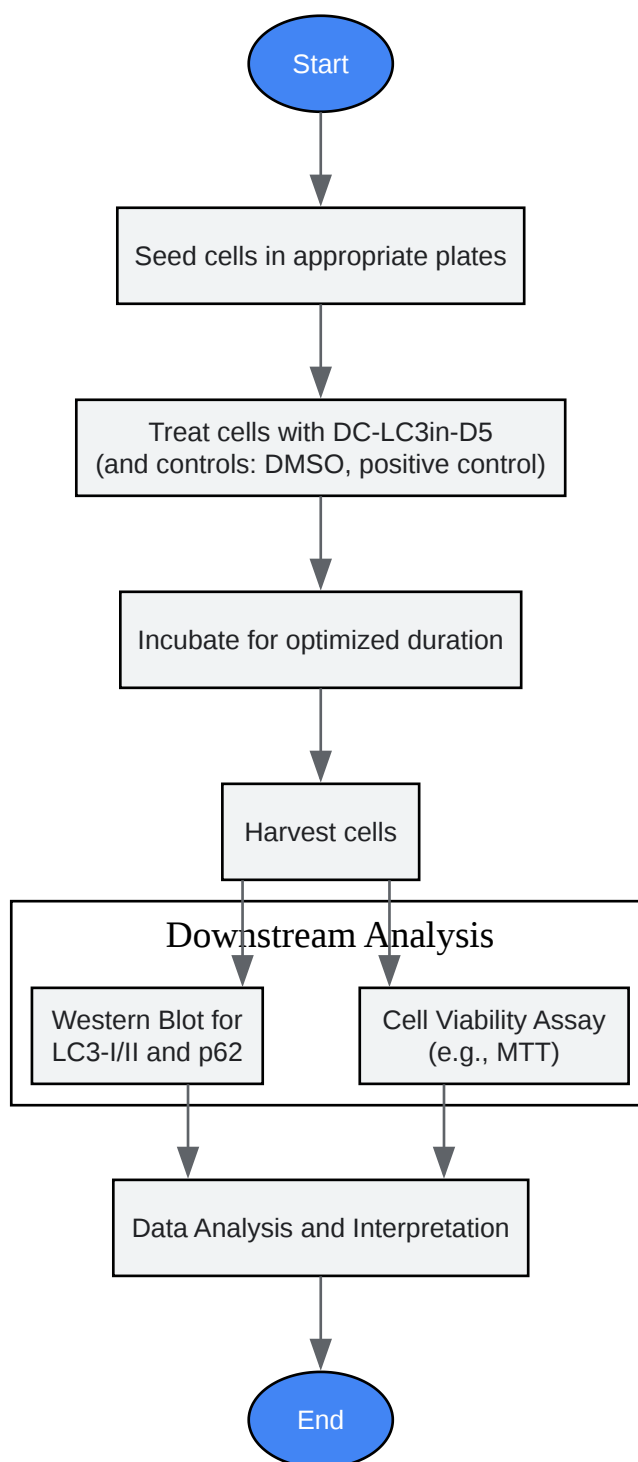 Start
Seed cells in appropriate plates
Treat cells with DC-LC3in-D5
(and controls: DMSO, positive control)
Incubate for optimized duration
Harvest cells
Downstream Analysis
Western Blot for
LC3-I/II and p62
Cell Viability Assay
(e.g., MTT)
Data Analysis and Interpretation
End